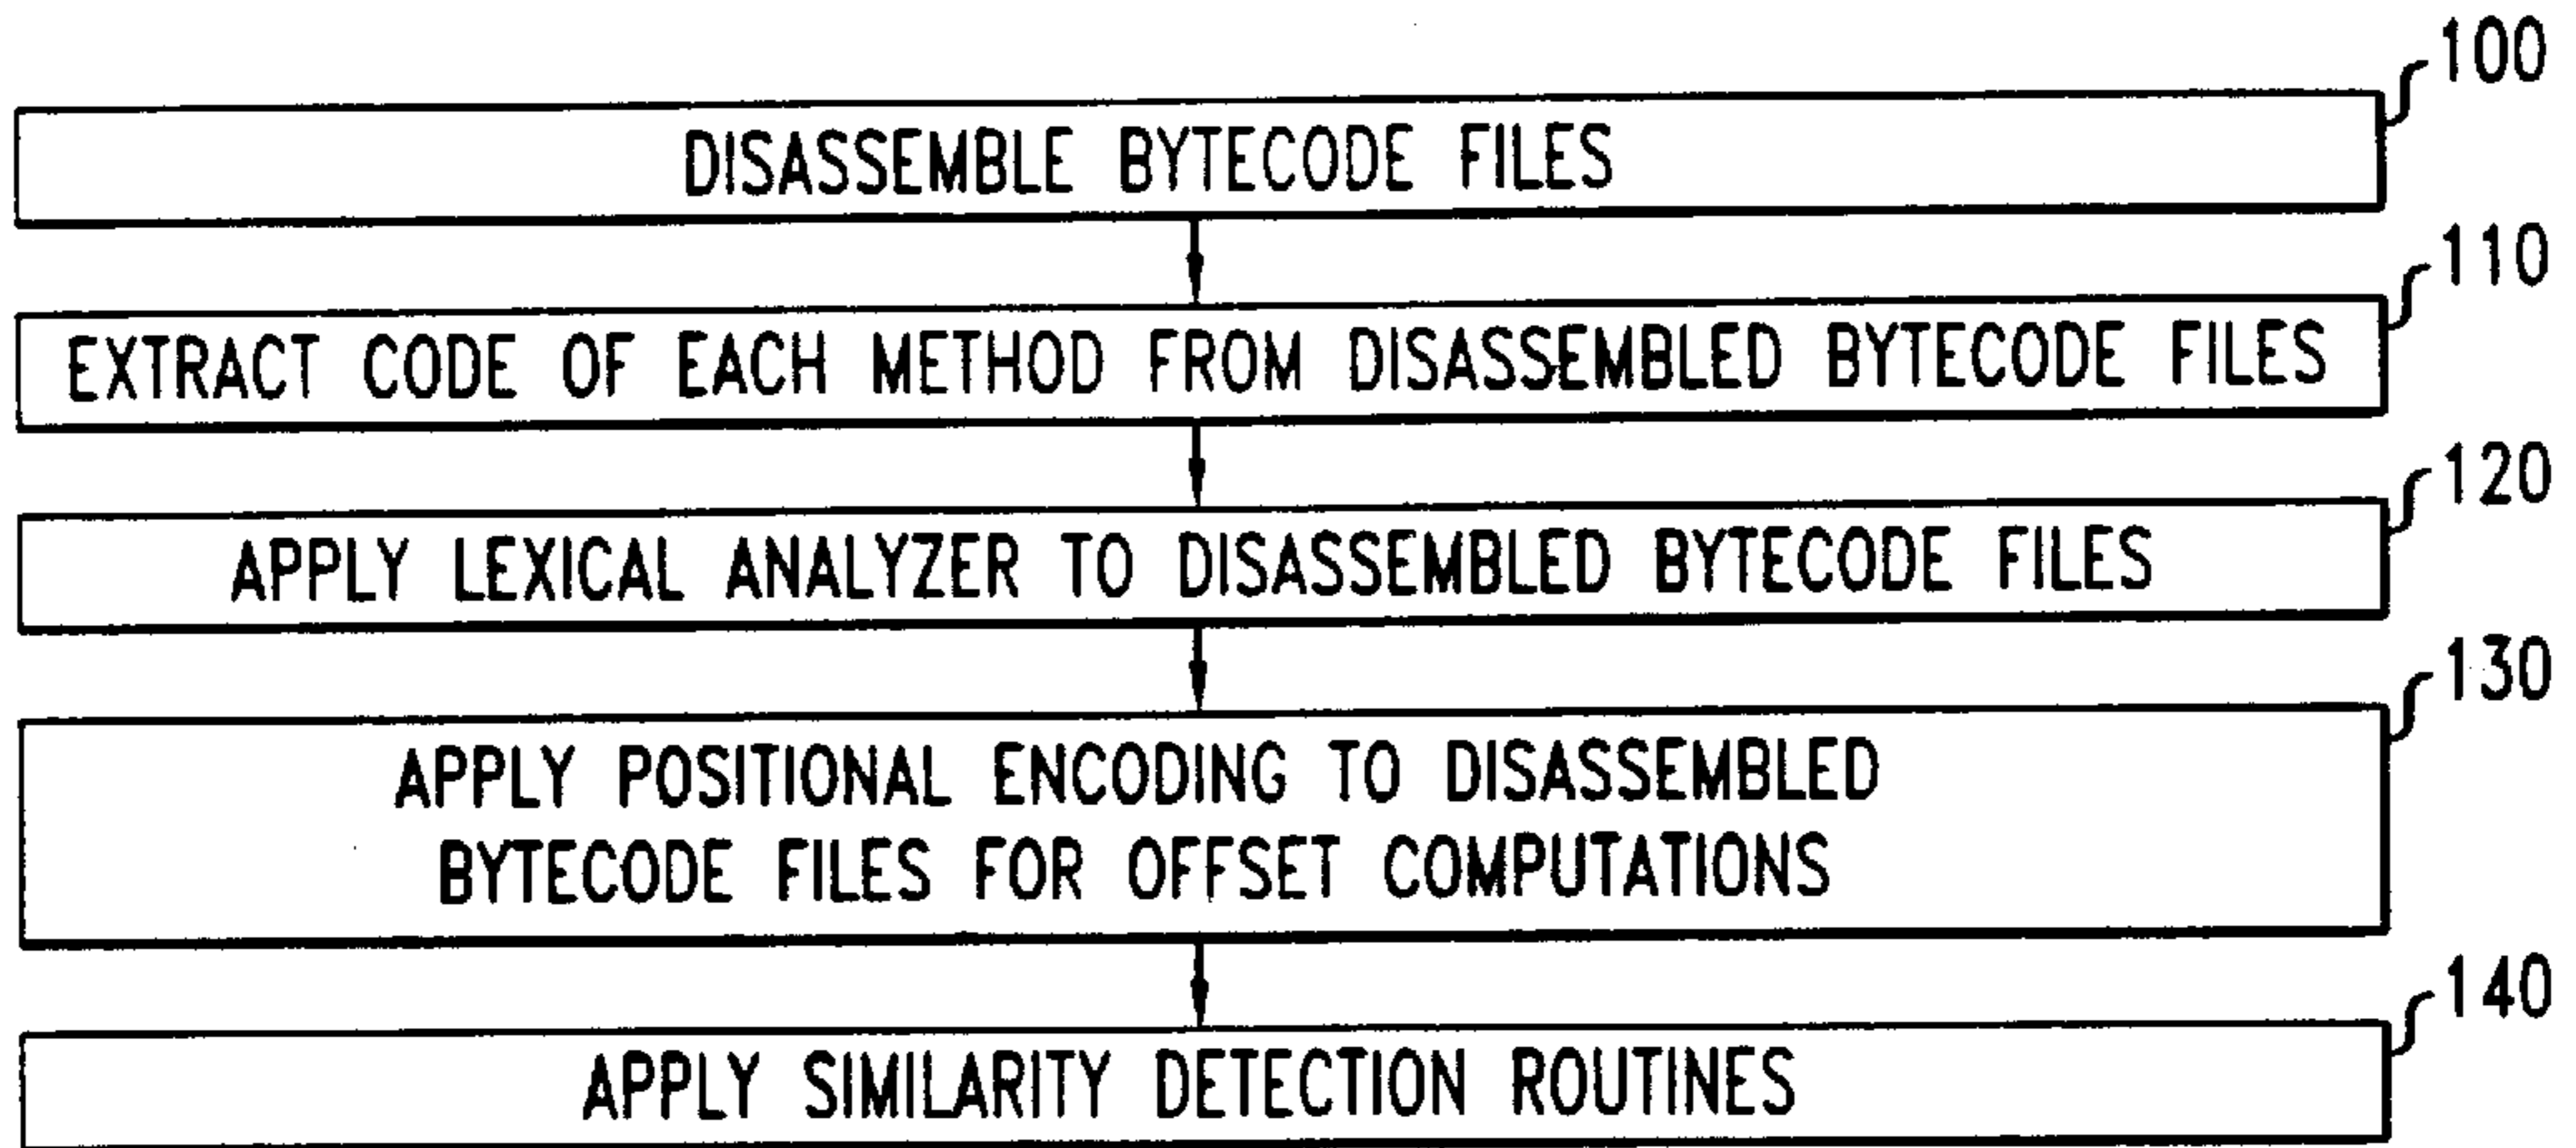 100
DISASSEMBLE BYTECODE FILES
110
EXTRACT CODE OF EACH METHOD FROM DISASSEMBLED BYTECODE FILES
120
APPLY LEXICAL ANALYZER TO DISASSEMBLED BYTECODE FILES
130
APPLY POSITIONAL ENCODING TO DISASSEMBLED
BYTECODE FILES FOR OFFSET COMPUTATIONS
140
APPLY SIMILARITY DETECTION ROUTINES